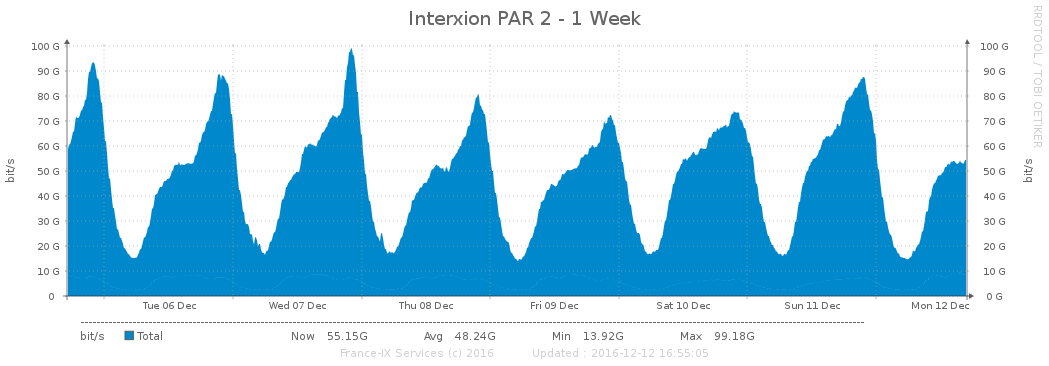 Interxion PAR 2 - 1 Week
RRDTOOL / TOBI OETIKER
bit/s
100 G
90 G
80 G
70 G
60 G
50 G
40 G
30 G
20 G
10 G
0
100 G
90 G
80 G
70 G
60 G
50 G
40 G
30 G
20 G
10 G
0 G
bit/s
Tue 06 Dec Wed 07 Dec Thu 08 Dec Fri 09 Dec Sat 10 Dec Sun 11 Dec Mon 12 Dec
bit/s Total Now 55.15G Avg 48.24G Min 13.92G Max 99.18G
France-IX Services (c) 2016 Updated : 2016-12-12 16:55:05